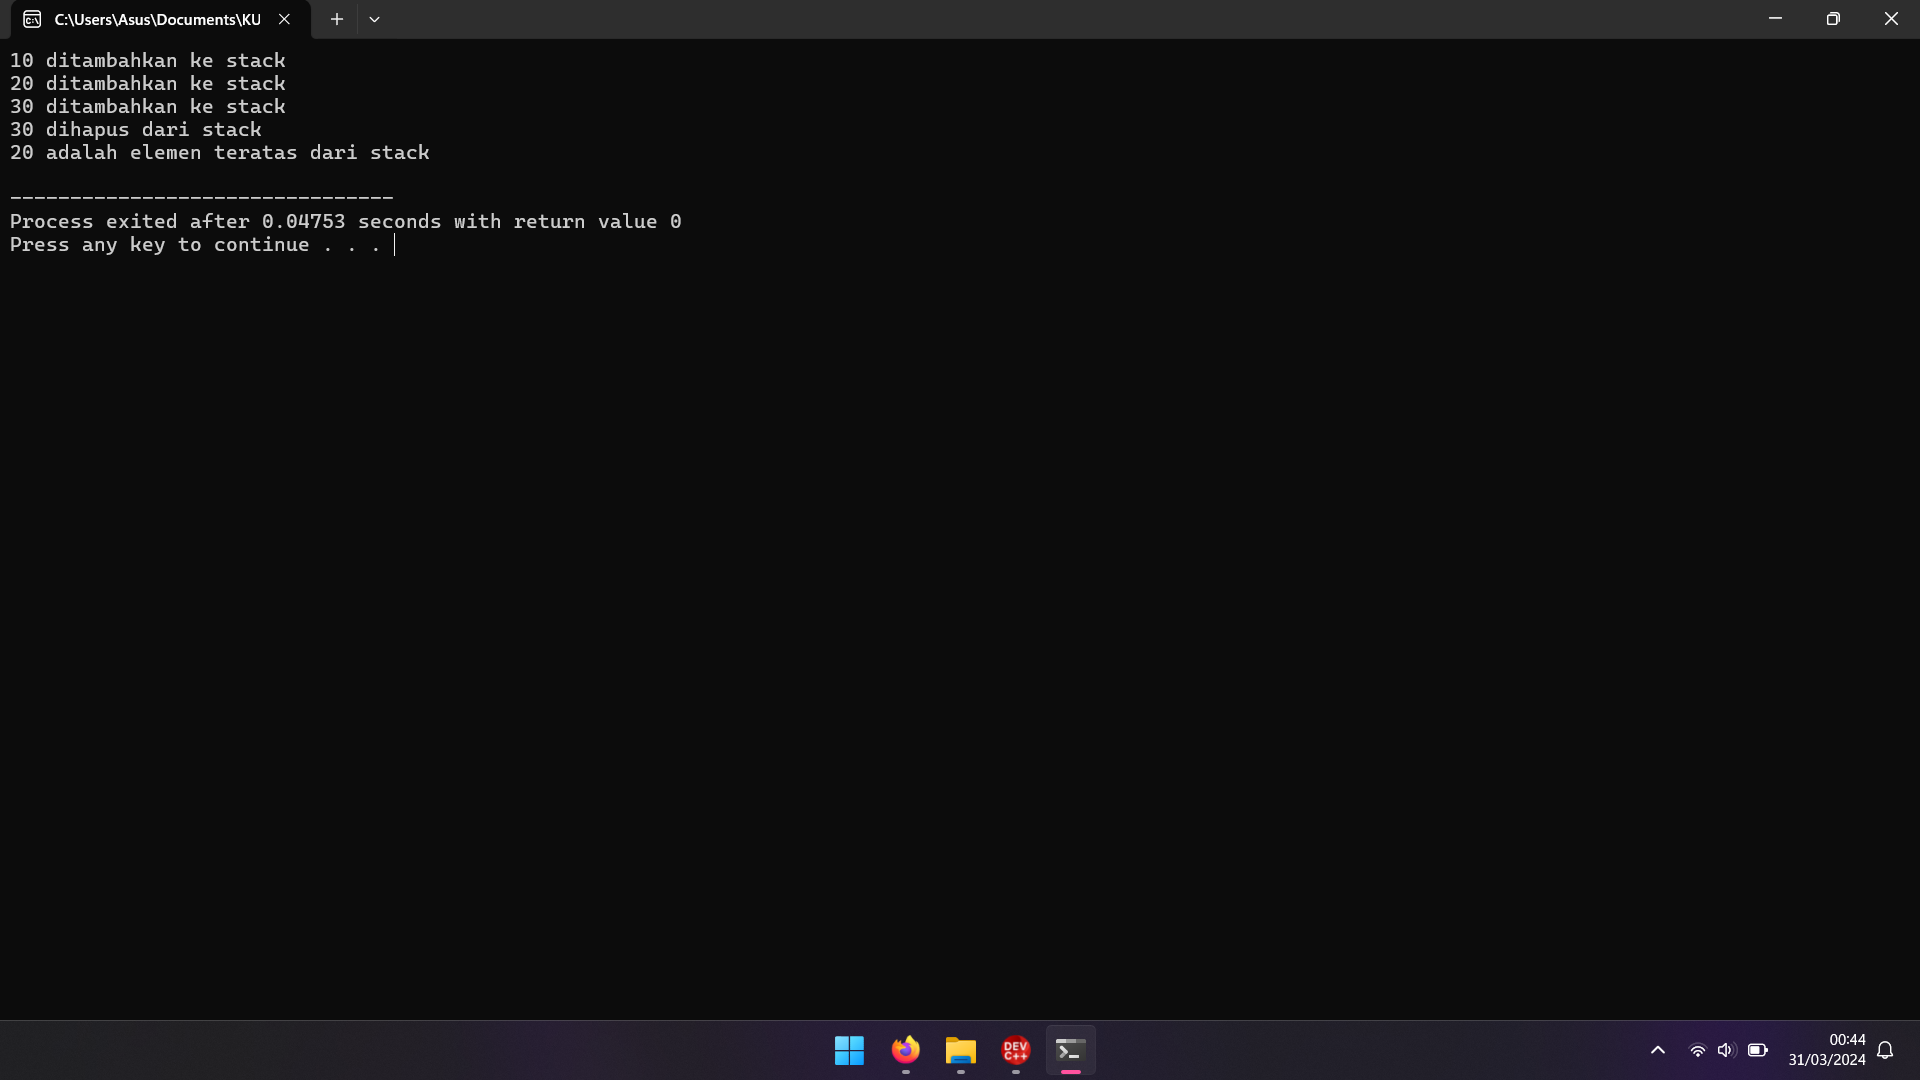 C:\Users\Asus\Documents\KU
10 ditambahkan ke stack
20 ditambahkan ke stack
30 ditambahkan ke stack
30 dihapus dari stack
20 adalah elemen teratas dari stack
--------------------------------
Process exited after 0.04753 seconds with return value 0
Press any key to continue . . .
DEV
C++
00:44
31/03/2024